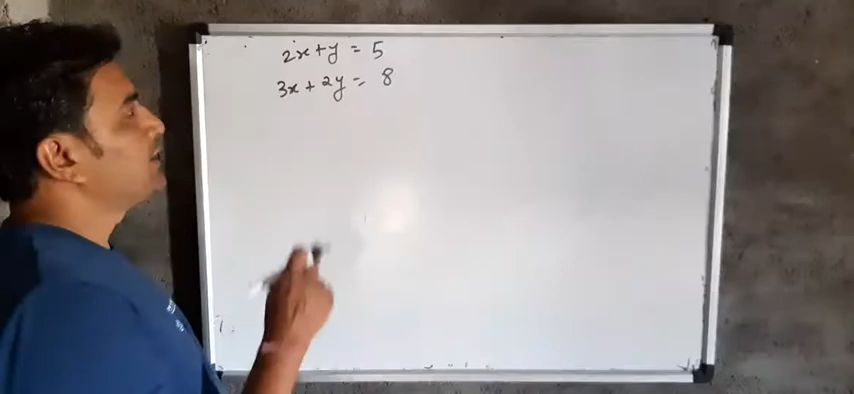 2x+y = 5
3x + 2y = 8